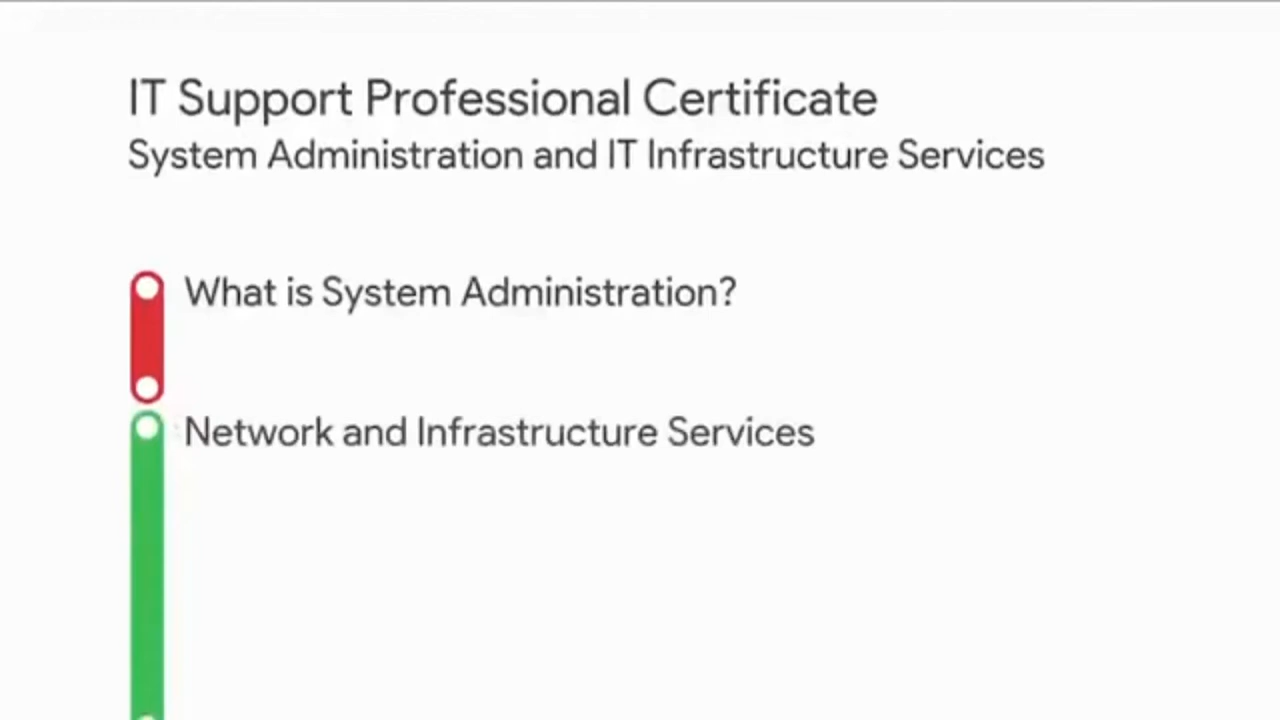 IT Support Professional Certificate
System Administration and IT Infrastructure Services
What is System Administration?
Network and Infrastructure Services